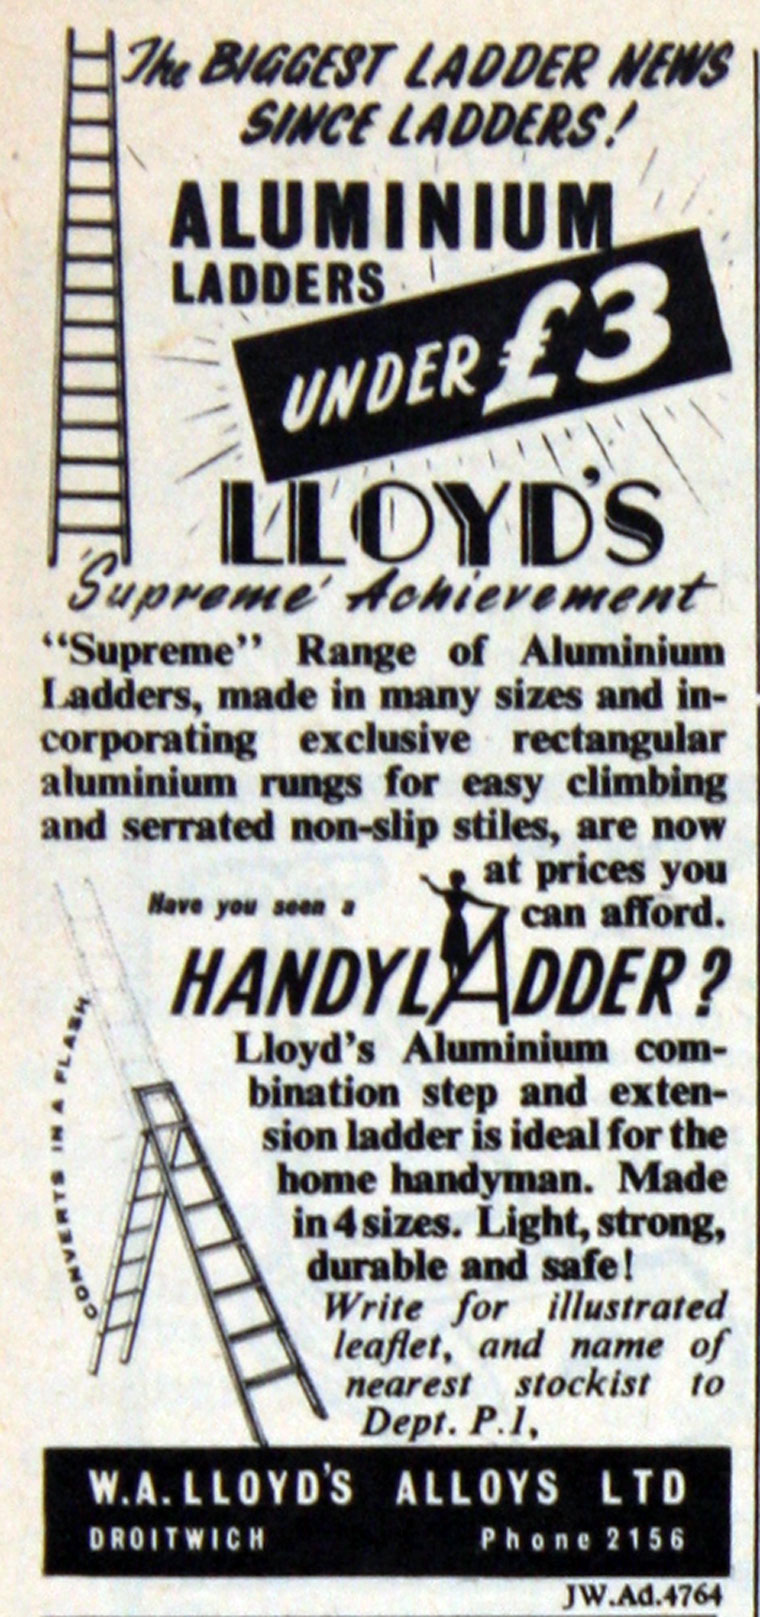 The BIGGEST LADDER NEWS
SINCE LADDERS!
ALUMINIUM
LADDERS
UNDER £3
LLOYD'S
'Supreme' Achievement
"Supreme" Range of Aluminium
Ladders, made in many sizes and in-
corporating exclusive rectangular
aluminium rungs for easy climbing
and serrated non-slip stiles, are now
at prices you
can afford.
Have you seen a
HANDYLADDER?
CONVERTS IN A FLASH
Lloyd's Aluminium com-
bination step and exten-
sion ladder is ideal for the
home handyman. Made
in 4 sizes. Light, strong,
durable and safe!
Write for illustrated
leaflet, and name of
nearest stockist to
Dept. P.1,
W.A. LLOYD'S ALLOYS LTD
DROITWICH Phone 2156
JW.Ad.4764